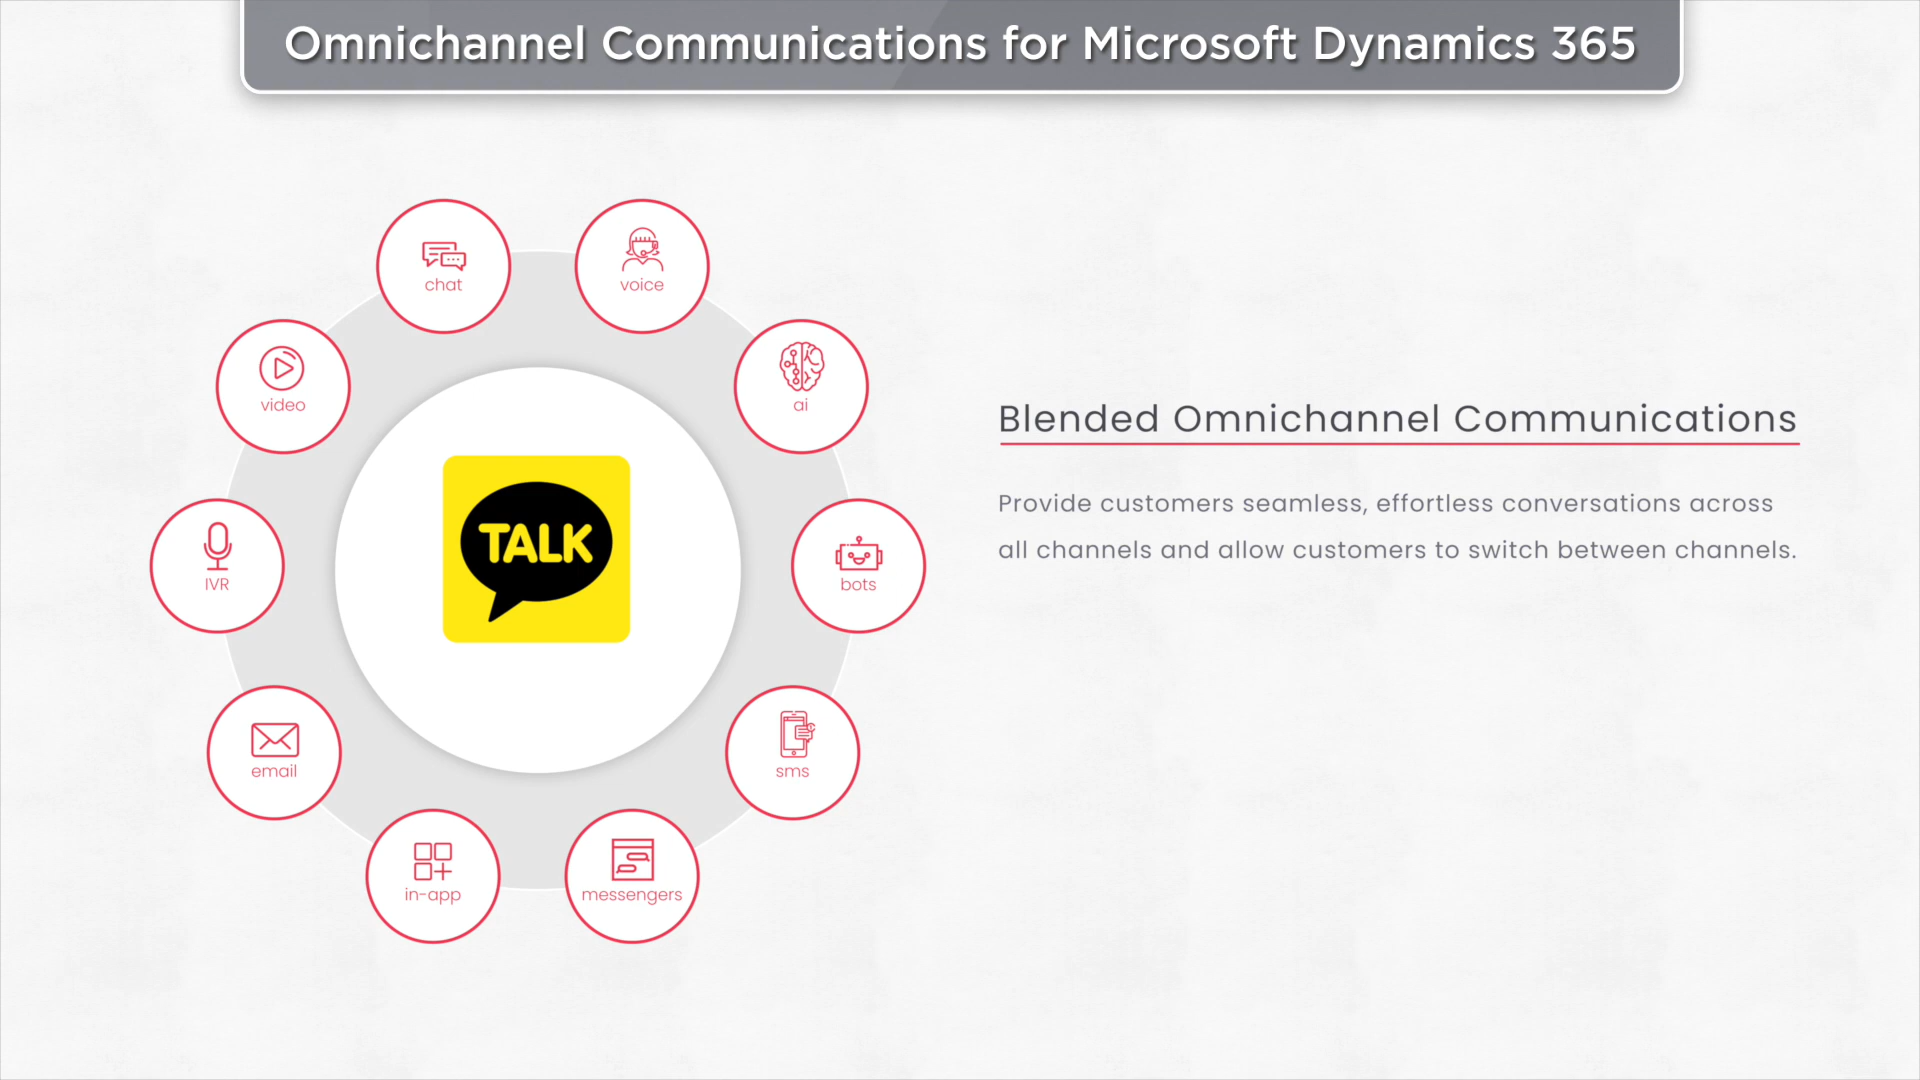 Omnichannel Communications for Microsoft Dynamics 365
chat
voice
video
ai
TALK
IVR
bots
email
sms
in-app
messengers
Blended Omnichannel Communications
Provide customers seamless, effortless conversations across
all channels and allow customers to switch between channels.